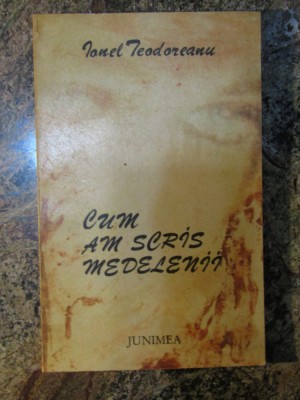 Ionel Teodoreanu
CUM
AM SCRIS
MEDELENII
JUNIMEA